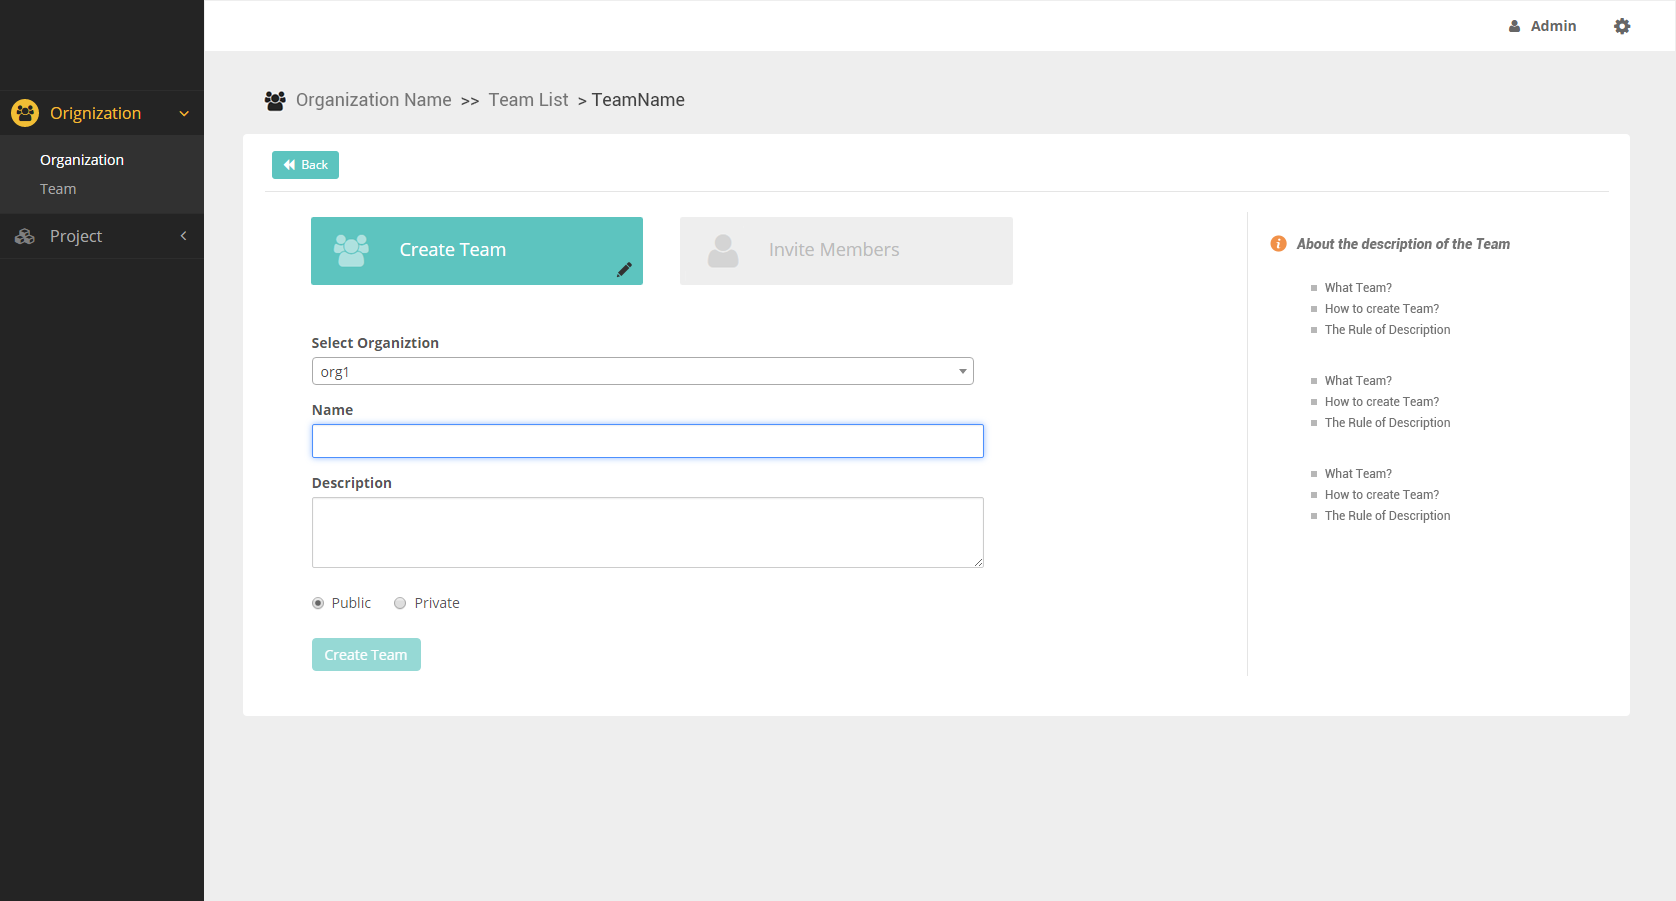 Admin
Orignization
Organization
Team
Project
Organization Name >> Team List > TeamName
Back
Create Team
Invite Members
Select Organiztion
org1
Name
Description
Public Private
Create Team
i About the description of the Team
What Team?
How to create Team?
The Rule of Description
What Team?
How to create Team?
The Rule of Description
What Team?
How to create Team?
The Rule of Description